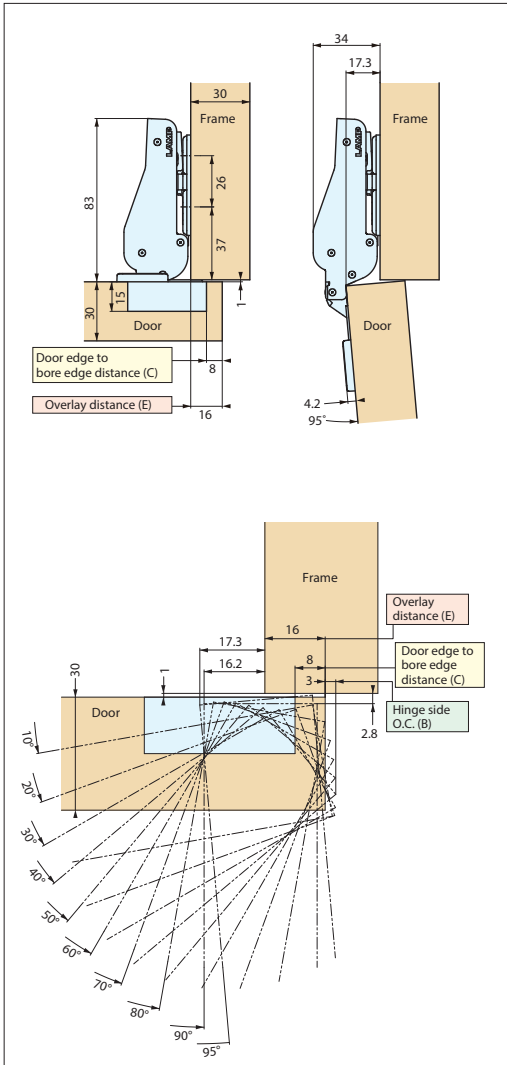 34
17.3
30
Frame
Frame
LAMP
LAMP
83
26
37
1
15
30
Door
Door
Door edge to
bore edge distance (C)
8
Overlay distance (E)
16
4.2
95°
Frame
16
Overlay
distance (E)
17.3
8
Door edge to
bore edge
distance (C)
1
16.2
3
30
Door
Hinge side
O.C. (B)
2.8
10°
20°
30°
40°
50°
60°
70°
80°
90°
95°